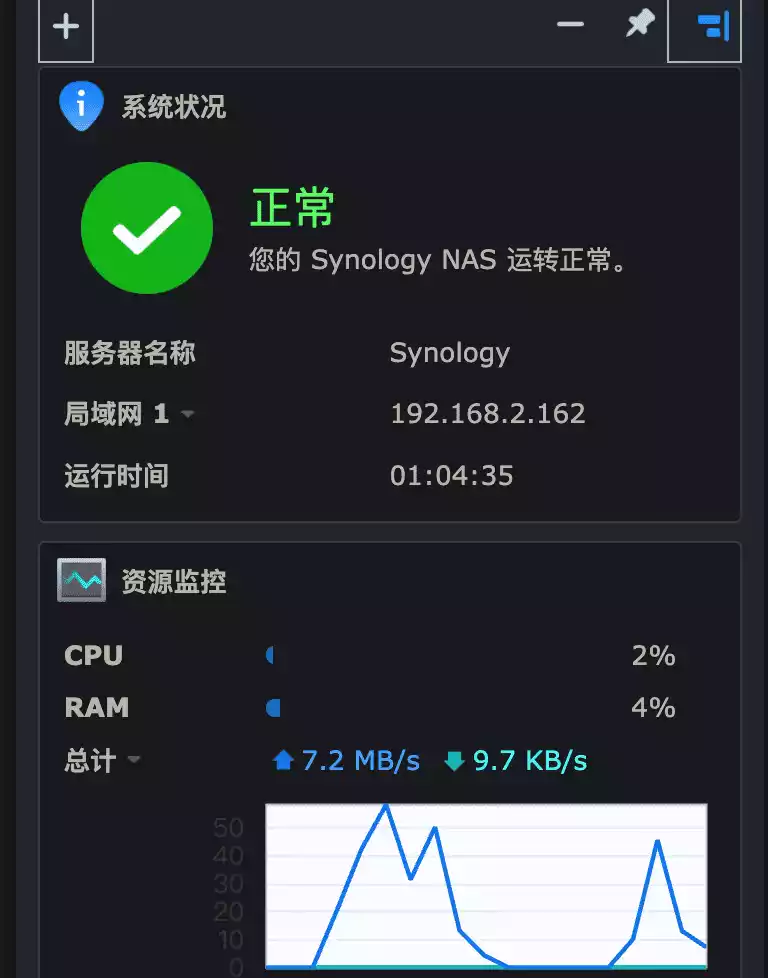 系统状况
正常
您的 Synology NAS 运转正常。
服务器名称 Synology
局域网 1 192.168.2.162
运行时间 01:04:35
资源监控
CPU 2%
RAM 4%
总计 7.2 MB/s 9.7 KB/s
50
40
30
20
10
0